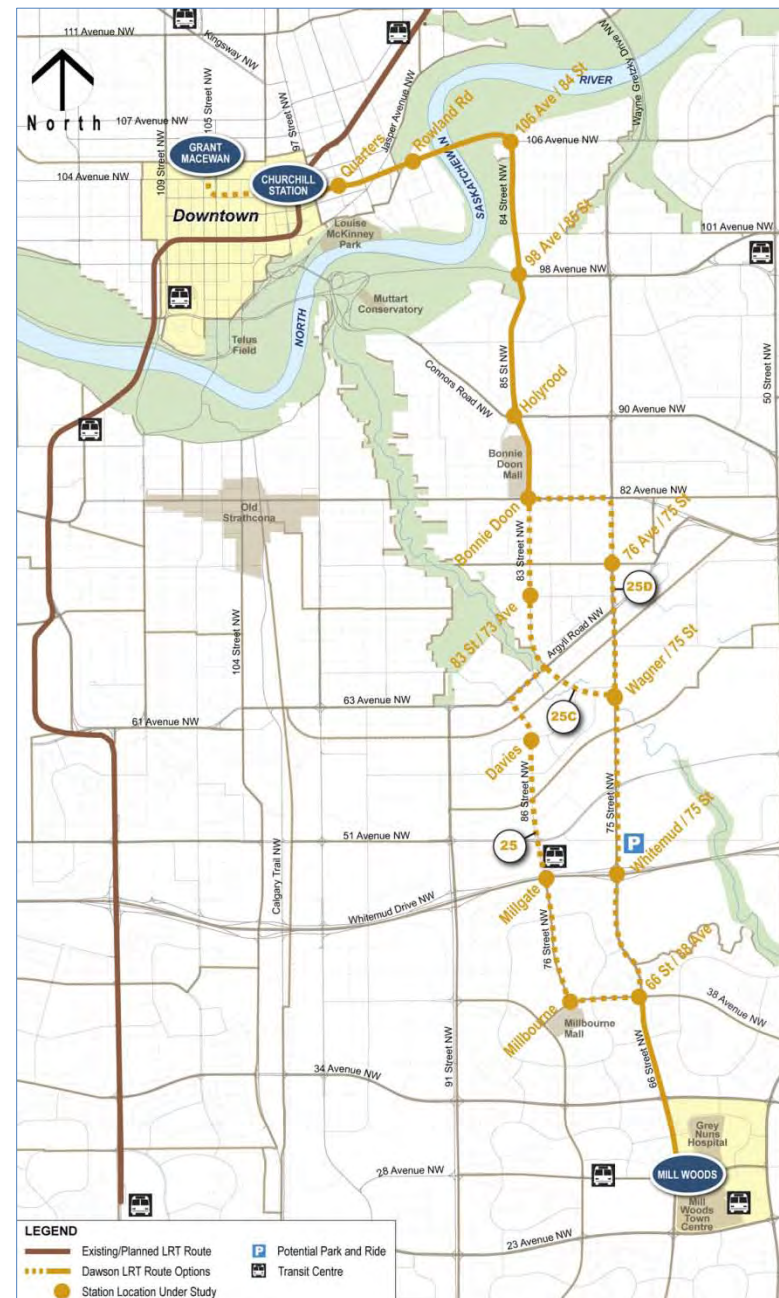 111 Avenue NW
Kingsway NW
North
107 Avenue NW
105 Street NW
109 Street NW
97 Street NW
Jasper Avenue NW
Wayne Gretzky Drive NW
RIVER
SASKATCHEWAN
NORTH
GRANT
MACEWAN
104 Avenue NW
CHURCHILL
STATION
Downtown
Quarters
Rowland Rd
106 Ave / 84 St
106 Avenue NW
84 Street NW
101 Avenue NW
Louise
McKinney
Park
98 Ave / 85 St
98 Avenue NW
Muttart
Conservatory
Telus
Field
Connors Road NW
85 St NW
50 Street NW
Holyrood
90 Avenue NW
Bonnie
Doon
Mall
82 Avenue NW
Old
Strathcona
Bonnie Doon
83 Street NW
76 Ave / 75 St
25D
83 St / 73 Ave
Argyll Road NW
104 Street NW
63 Avenue NW
61 Avenue NW
25C
Wagner / 75 St
Davies
86 Street NW
75 Street NW
51 Avenue NW
25
P
Whitemud / 75 St
Calgary Trail NW
Whitemud Drive NW
Millgate
76 Street NW
66 St / 88 Ave
38 Avenue NW
Millbourne
Millbourne
Mall
91 Street NW
66 Street NW
34 Avenue NW
Grey
Nuns
Hospital
28 Avenue NW
MILL WOODS
Mill
Woods
Town
Centre
23 Avenue NW
LEGEND
Existing/Planned LRT Route
P Potential Park and Ride
Dawson LRT Route Options
Transit Centre
Station Location Under Study